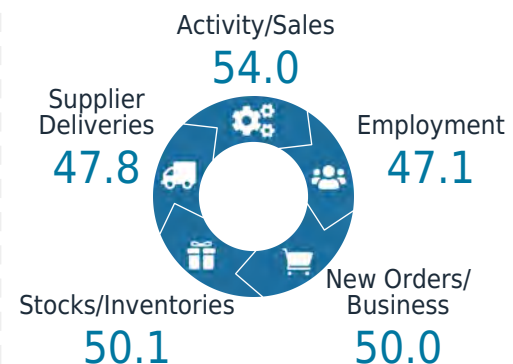 Activity/Sales
54.0
Supplier
Deliveries
47.8
Employment
47.1
New Orders/
Business
50.0
Stocks/Inventories
50.1